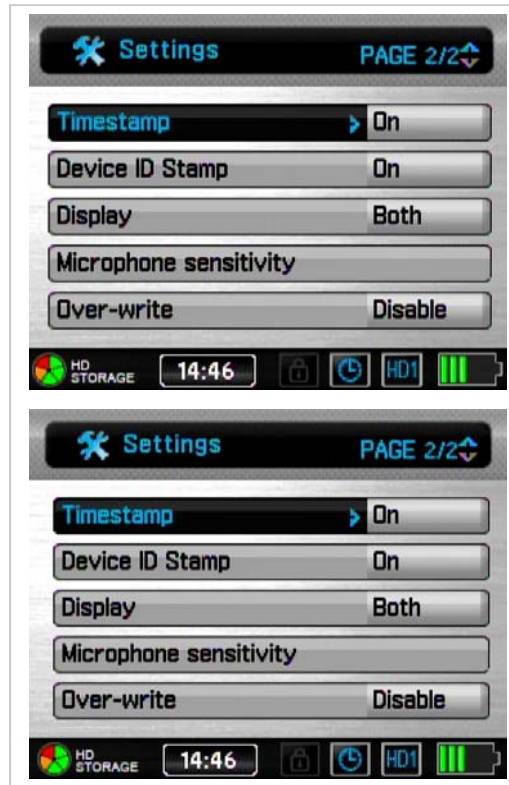 Settings PAGE 2/2
Timestamp > On
Device ID Stamp On
Display Both
Microphone sensitivity
Over-write Disable
HD STORAGE 14:46 HD1
Settings PAGE 2/2
Timestamp > On
Device ID Stamp On
Display Both
Microphone sensitivity
Over-write Disable
HD STORAGE 14:46 HD1